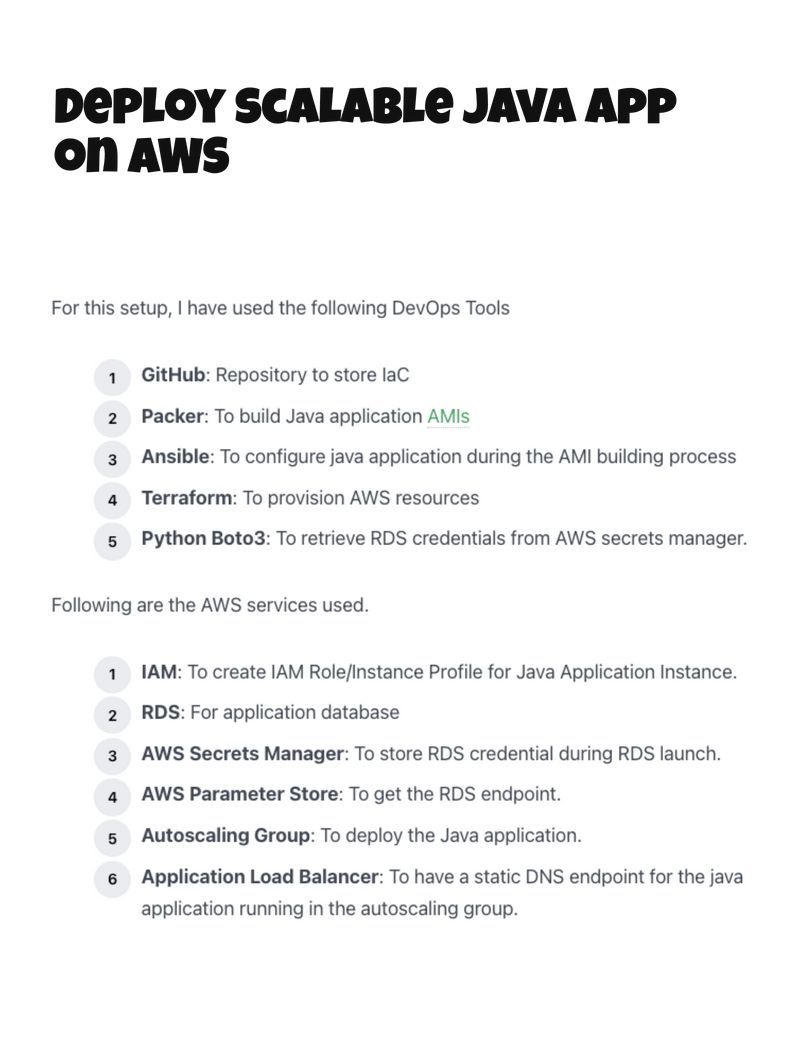 Deploy Scalable Java App
on AWS
For this setup, I have used the following DevOps Tools
1 GitHub: Repository to store IaC
2 Packer: To build Java application AMIs
3 Ansible: To configure java application during the AMI building process
4 Terraform: To provision AWS resources
5 Python Boto3: To retrieve RDS credentials from AWS secrets manager.
Following are the AWS services used.
1 IAM: To create IAM Role/Instance Profile for Java Application Instance.
2 RDS: For application database
3 AWS Secrets Manager: To store RDS credential during RDS launch.
4 AWS Parameter Store: To get the RDS endpoint.
5 Autoscaling Group: To deploy the Java application.
6 Application Load Balancer: To have a static DNS endpoint for the java
application running in the autoscaling group.